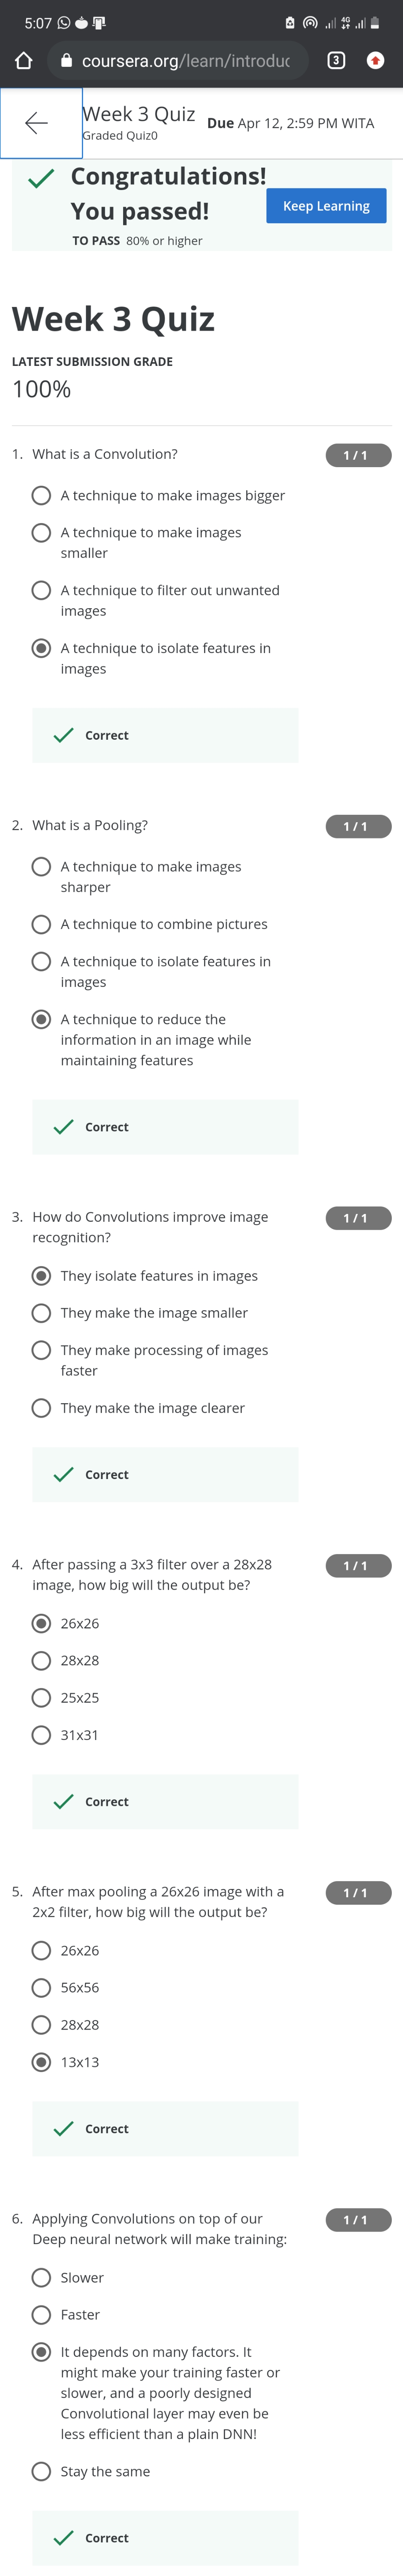 5:07
4G
coursera.org/learn/introduc
3
Week 3 Quiz
Graded Quiz0
Due Apr 12, 2:59 PM WITA
Congratulations!
You passed!
Keep Learning
TO PASS 80% or higher
Week 3 Quiz
LATEST SUBMISSION GRADE
100%
1. What is a Convolution?
1 / 1
A technique to make images bigger
A technique to make images
smaller
A technique to filter out unwanted
images
A technique to isolate features in
images
Correct
2. What is a Pooling?
1 / 1
A technique to make images
sharper
A technique to combine pictures
A technique to isolate features in
images
A technique to reduce the
information in an image while
maintaining features
Correct
3. How do Convolutions improve image
recognition?
1 / 1
They isolate features in images
They make the image smaller
They make processing of images
faster
They make the image clearer
Correct
4. After passing a 3x3 filter over a 28x28
image, how big will the output be?
1 / 1
26x26
28x28
25x25
31x31
Correct
5. After max pooling a 26x26 image with a
2x2 filter, how big will the output be?
1 / 1
26x26
56x56
28x28
13x13
Correct
6. Applying Convolutions on top of our
Deep neural network will make training:
1 / 1
Slower
Faster
It depends on many factors. It
might make your training faster or
slower, and a poorly designed
Convolutional layer may even be
less efficient than a plain DNN!
Stay the same
Correct